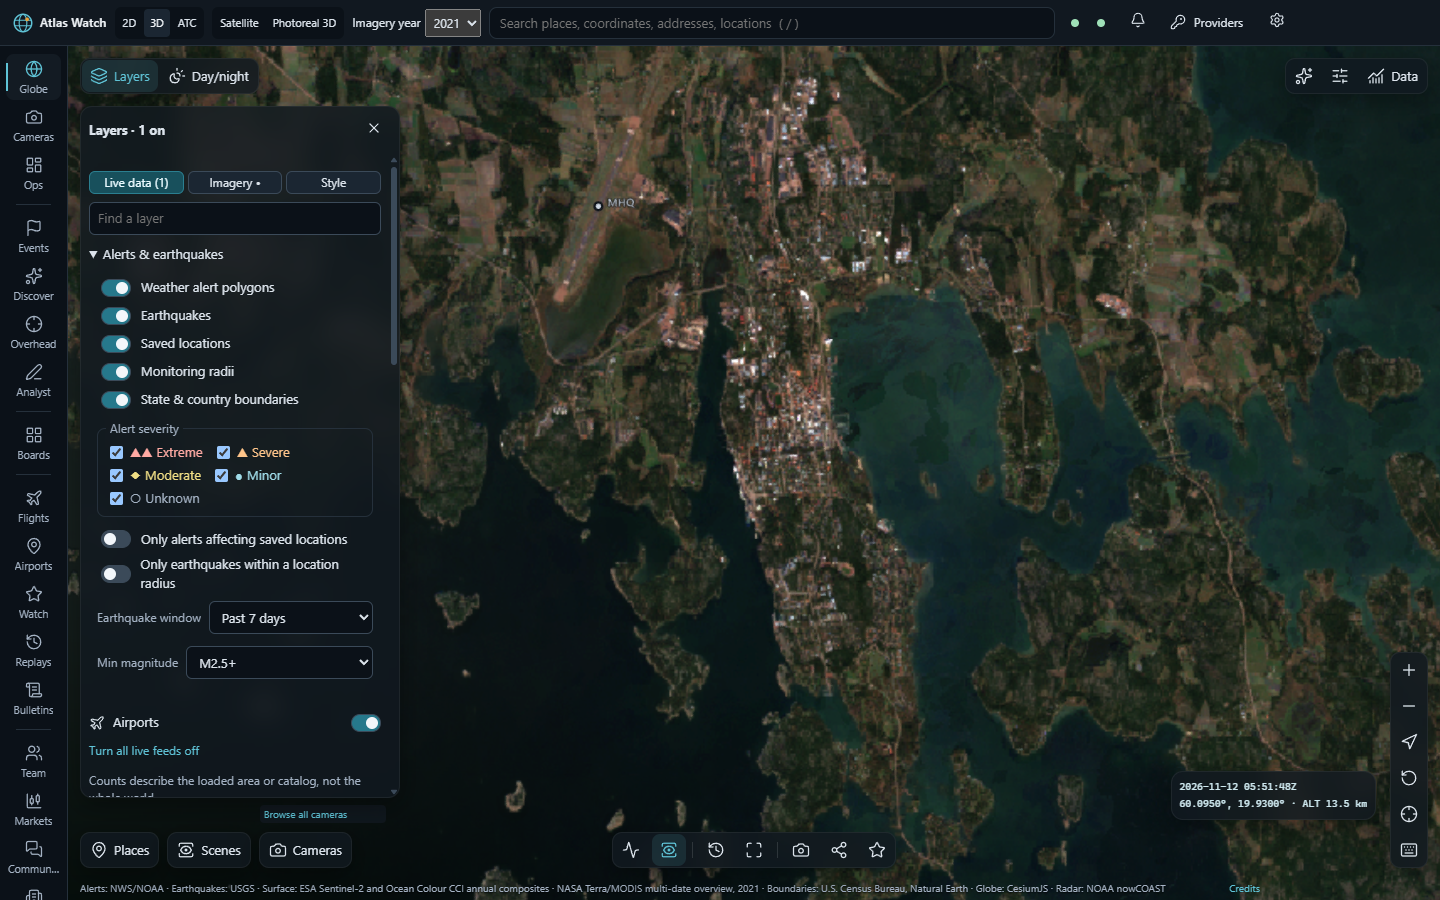 Atlas Watch
2D
3D
ATC
Satellite
Photoreal 3D
Imagery year
2021
Search places, coordinates, addresses, locations ( / )
Providers
Globe
Cameras
Ops
Events
Discover
Overhead
Analyst
Boards
Flights
Airports
Watch
Replays
Bulletins
Team
Markets
Commun...
Layers
Day/night
Data
Layers · 1 on
Live data (1)
Imagery •
Style
Find a layer
Alerts & earthquakes
Weather alert polygons
Earthquakes
Saved locations
Monitoring radii
State & country boundaries
Alert severity
Extreme
Severe
Moderate
Minor
Unknown
Only alerts affecting saved locations
Only earthquakes within a location
radius
Earthquake window
Past 7 days
Min magnitude
M2.5+
Airports
Turn all live feeds off
Counts describe the loaded area or catalog, not the
whole world
MHQ
Browse all cameras
Places
Scenes
Cameras
2026-11-12 05:51:48Z
60.0950°, 19.9300° · ALT 13.5 km
Alerts: NWS/NOAA · Earthquakes: USGS · Surface: ESA Sentinel-2 and Ocean Colour CCI annual composites · NASA Terra/MODIS multi-date overview, 2021 · Boundaries: U.S. Census Bureau, Natural Earth · Globe: CesiumJS · Radar: NOAA nowCOAST
Credits